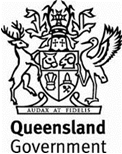 AUDAX AT FIDELIS
Queensland
Government